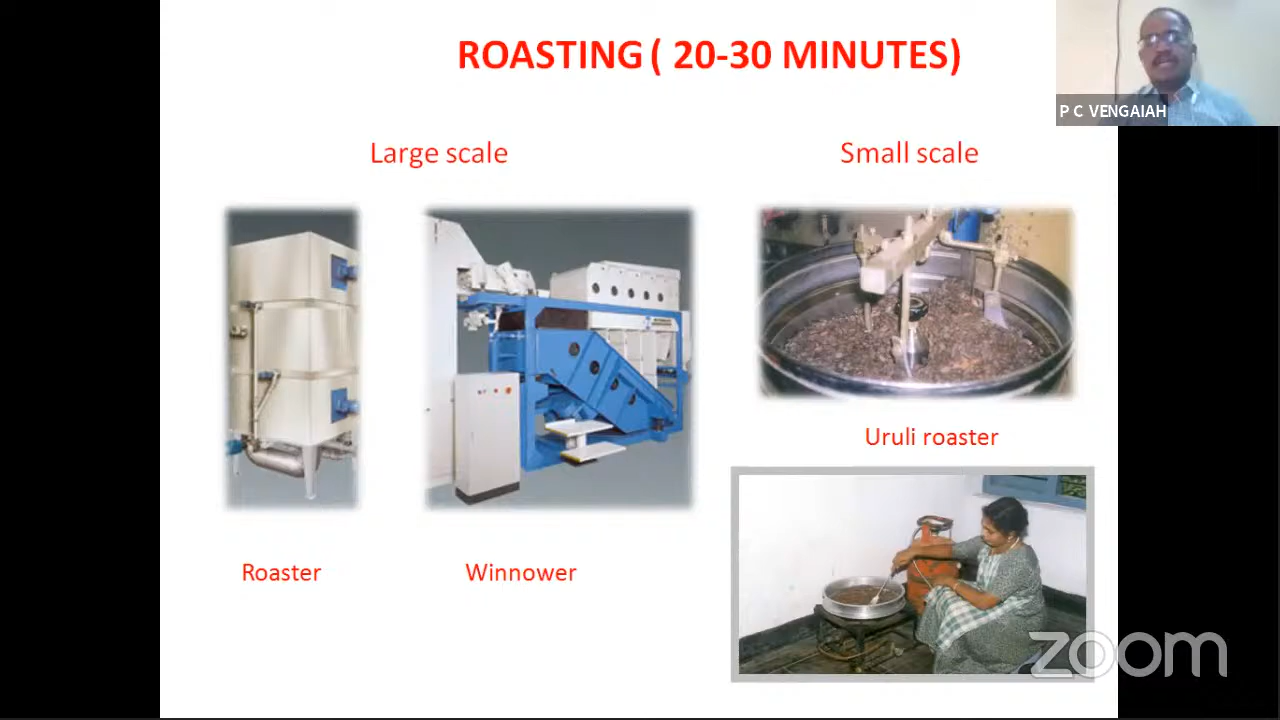 ROASTING ( 20-30 MINUTES)
P C VENGAIAH
Large scale
Small scale
Uruli roaster
Roaster
Winnower
zoom